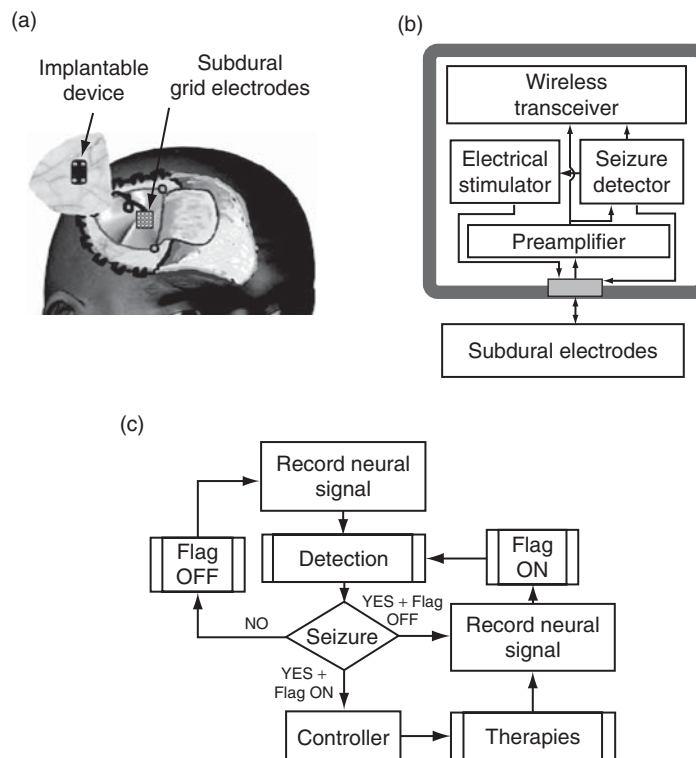 (a)
Implantable
device
Subdural
grid electrodes
(b)
Wireless
transceiver
Electrical
stimulator
Seizure
detector
Preamplifier
Subdural electrodes
(c)
Record neural
signal
Flag
OFF
Detection
Flag
ON
NO
Seizure
YES + Flag
OFF
Record neural
signal
YES +
Flag ON
Controller
Therapies